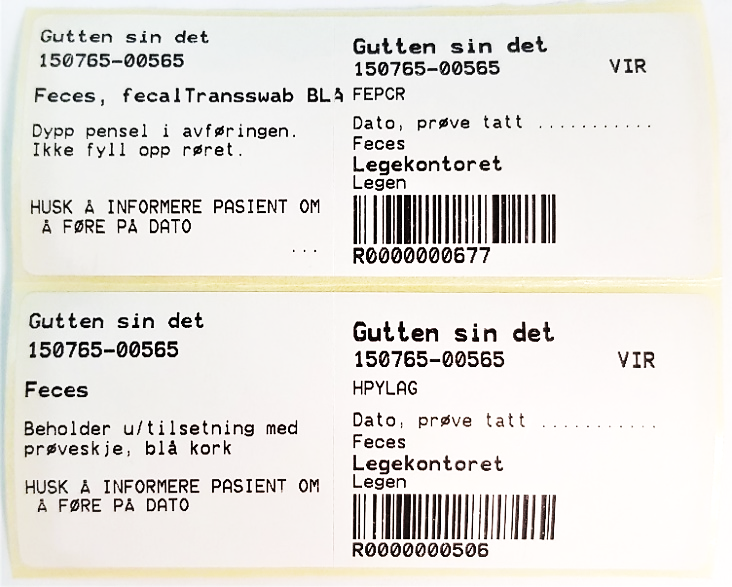 Gutten sin det
150765-00565
Feces, fecalTransswab BLÅ
Dypp pensel i avføringen.
Ikke fyll opp røret.
HUSK Å INFORMERE PASIENT OM
Å FØRE PÅ DATO
...
Gutten sin det
150765-00565 VIR
FEPCR
Dato, prøve tatt ...........
Feces
Legekontoret
Legen
R0000000677
Gutten sin det
150765-00565
Feces
Beholder u/tilsetning med
prøveskje, blå kork
HUSK Å INFORMERE PASIENT OM
Å FØRE PÅ DATO
Gutten sin det
150765-00565 VIR
HPYLAG
Dato, prøve tatt ...........
Feces
Legekontoret
Legen
R0000000506